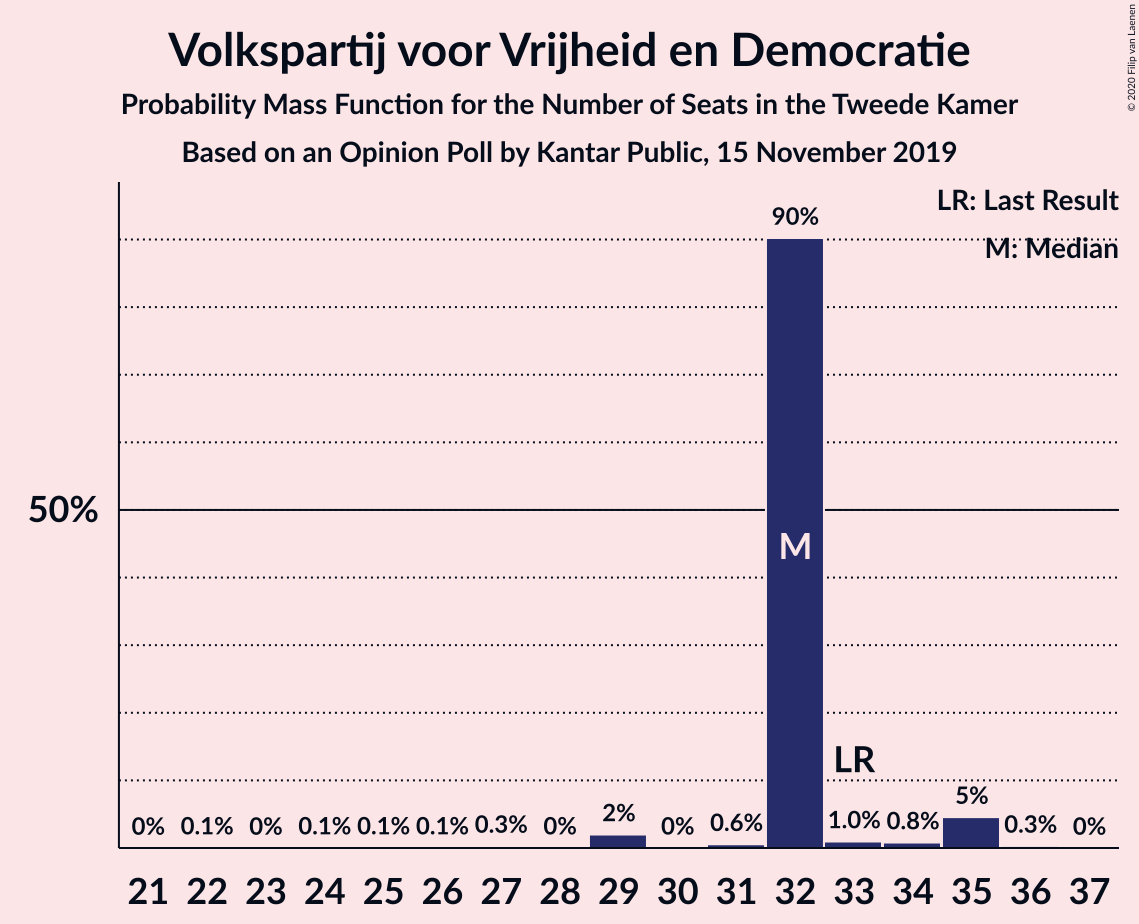 Volkspartij voor Vrijheid en Democratie
Probability Mass Function for the Number of Seats in the Tweede Kamer
Based on an Opinion Poll by Kantar Public, 15 November 2019
© 2020 Filip van Laenen
LR: Last Result
M: Median
90%
50%
M
LR
0% 0.1% 0% 0.1% 0.1% 0.1% 0.3% 0% 2% 0% 0.6% 1.0% 0.8% 5% 0.3% 0%
21 22 23 24 25 26 27 28 29 30 31 32 33 34 35 36 37